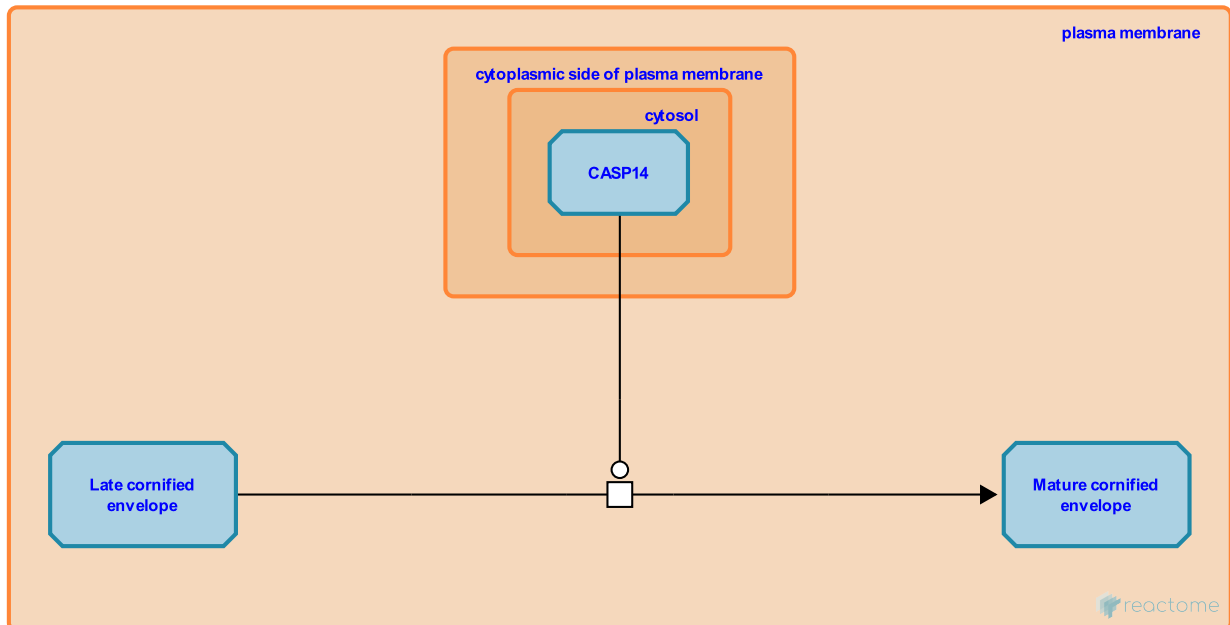 plasma membrane
cytoplasmic side of plasma membrane
cytosol
CASP14
Late cornified
envelope
Mature cornified
envelope
reactome